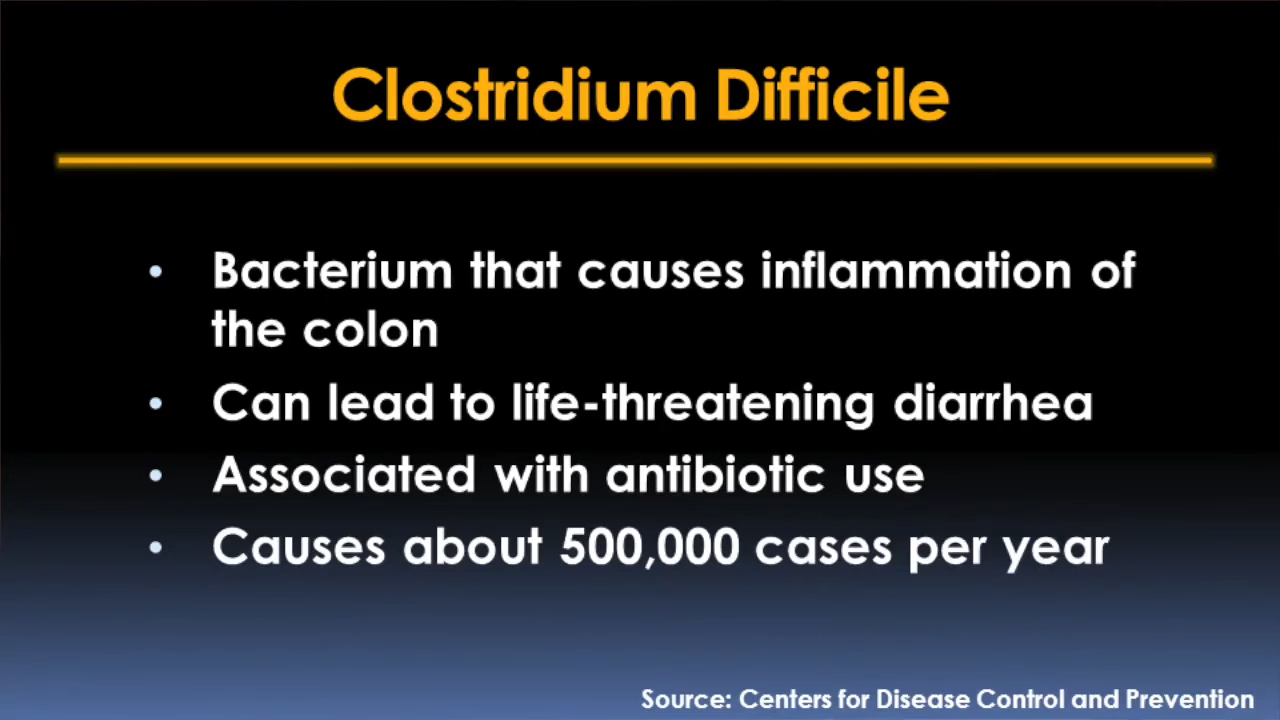 Clostridium Difficile
• Bacterium that causes inflammation of
the colon
• Can lead to life-threatening diarrhea
• Associated with antibiotic use
• Causes about 500,000 cases per year
Source: Centers for Disease Control and Prevention